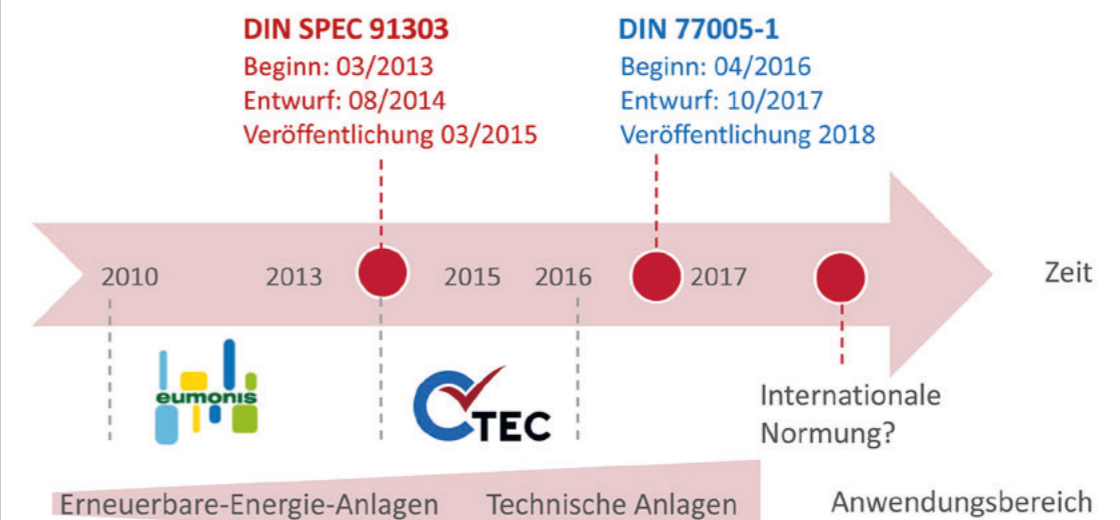 DIN SPEC 91303
Beginn: 03/2013
Entwurf: 08/2014
Veröffentlichung 03/2015
DIN 77005-1
Beginn: 04/2016
Entwurf: 10/2017
Veröffentlichung 2018
2010 2013 2015 2016 2017 Zeit
eumonis
CTEC
Internationale
Normung?
Erneuerbare-Energie-Anlagen Technische Anlagen Anwendungsbereich